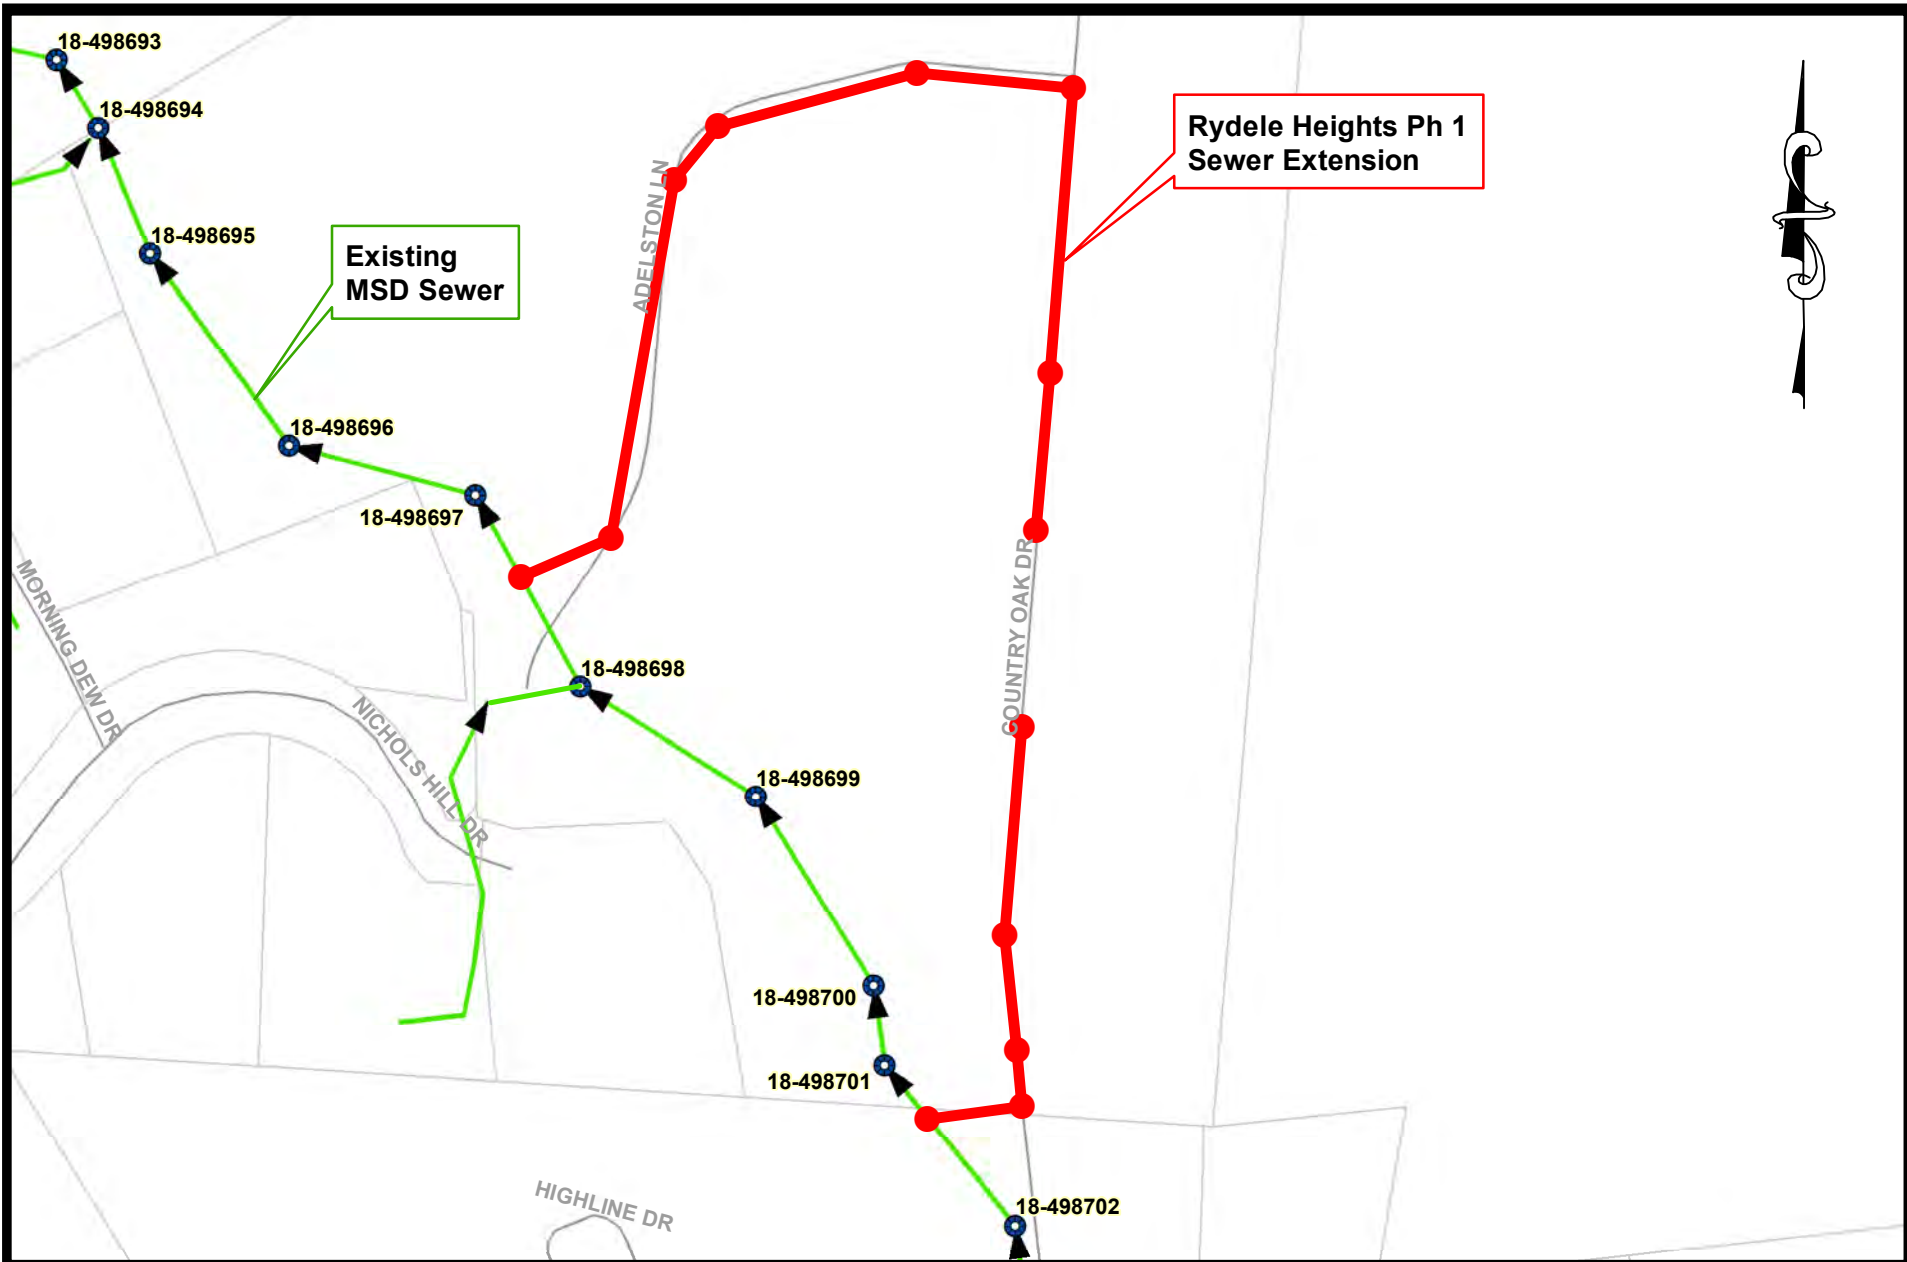 18-498693
18-498694
Rydele Heights Ph 1
Sewer Extension
ADELSTON LN
18-498695
Existing
MSD Sewer
18-498696
18-498697
COUNTRY OAK DR
MORNING DEW DR
18-498698
NICHOLS HILL DR
18-498699
18-498700
18-498701
HIGHLINE DR
18-498702